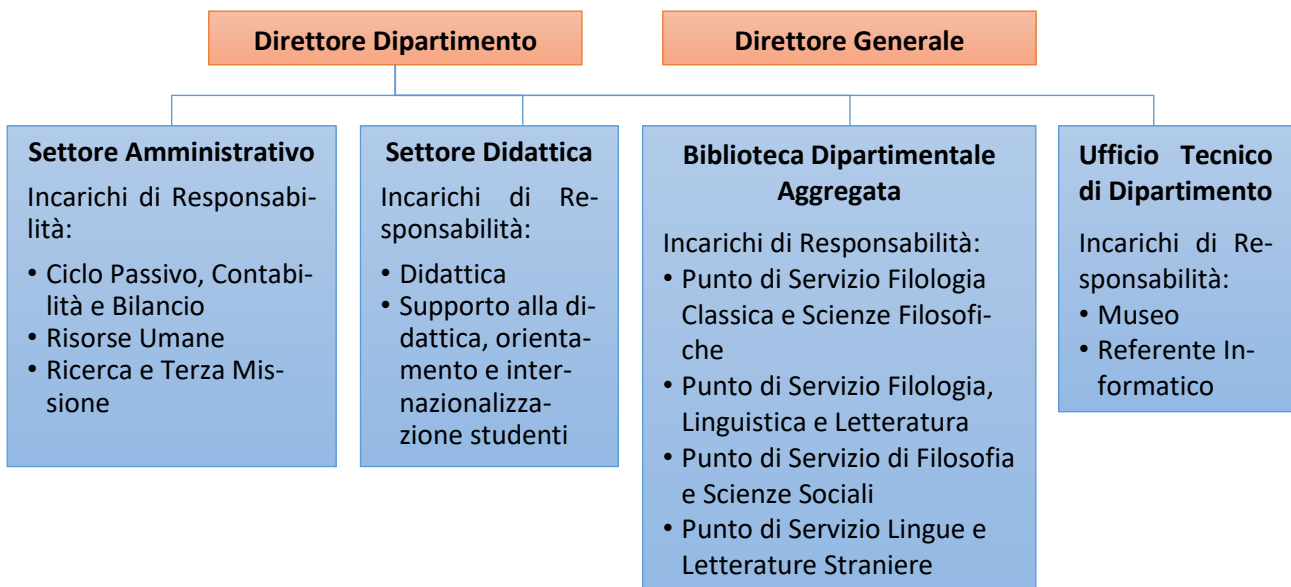 Direttore Dipartimento
Direttore Generale
Settore Amministrativo
Incarichi di Responsabi-
lità:
• Ciclo Passivo, Contabi-
lità e Bilancio
• Risorse Umane
• Ricerca e Terza Mis-
sione
Settore Didattica
Incarichi di Re-
sponsabilità:
• Didattica
• Supporto alla di-
dattica, orienta-
mento e inter-
nazionalizza-
zione studenti
Biblioteca Dipartimentale
Aggregata
Incarichi di Responsabilità:
• Punto di Servizio Filologia
Classica e Scienze Filosofi-
che
• Punto di Servizio Filologia,
Linguistica e Letteratura
• Punto di Servizio di Filosofia
e Scienze Sociali
• Punto di Servizio Lingue e
Letterature Straniere
Ufficio Tecnico
di Dipartimento
Incarichi di Re-
sponsabilità:
• Museo
• Referente In-
formatico